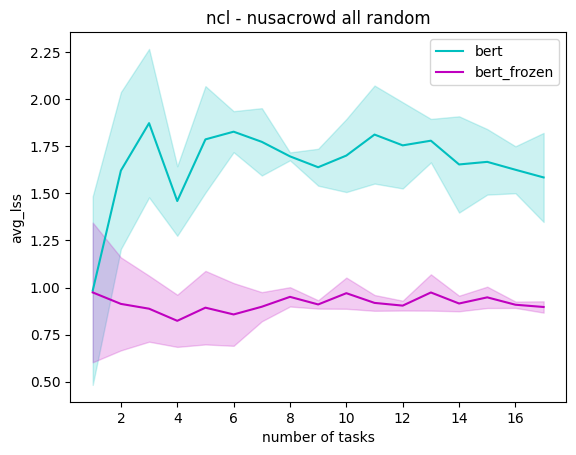 ncl - nusacrowd all random
bert
bert_frozen
avg_lss
2.25
2.00
1.75
1.50
1.25
1.00
0.75
0.50
2 4 6 8 10 12 14 16
number of tasks